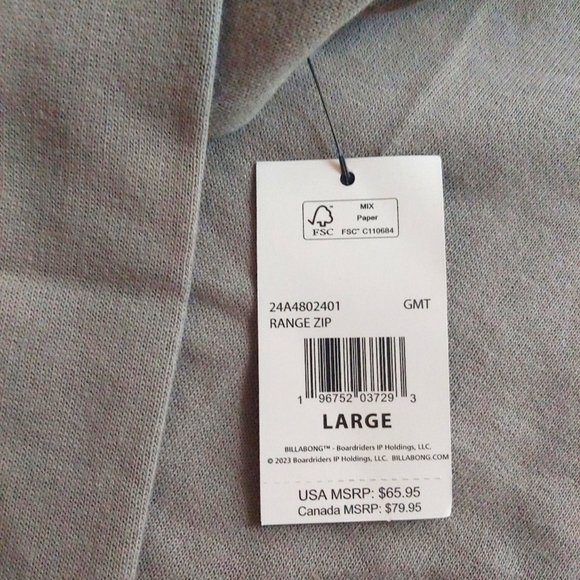 MIX
Paper
FSC
FSC™ C110684
24A4802401 GMT
RANGE ZIP
1 96752 03729 3
LARGE
BILLABONG™ - Boardriders IP Holdings, LLC.
© 2023 Boardriders IP Holdings, LLC. BILLABONG.COM
USA MSRP: $65.95
Canada MSRP: $79.95